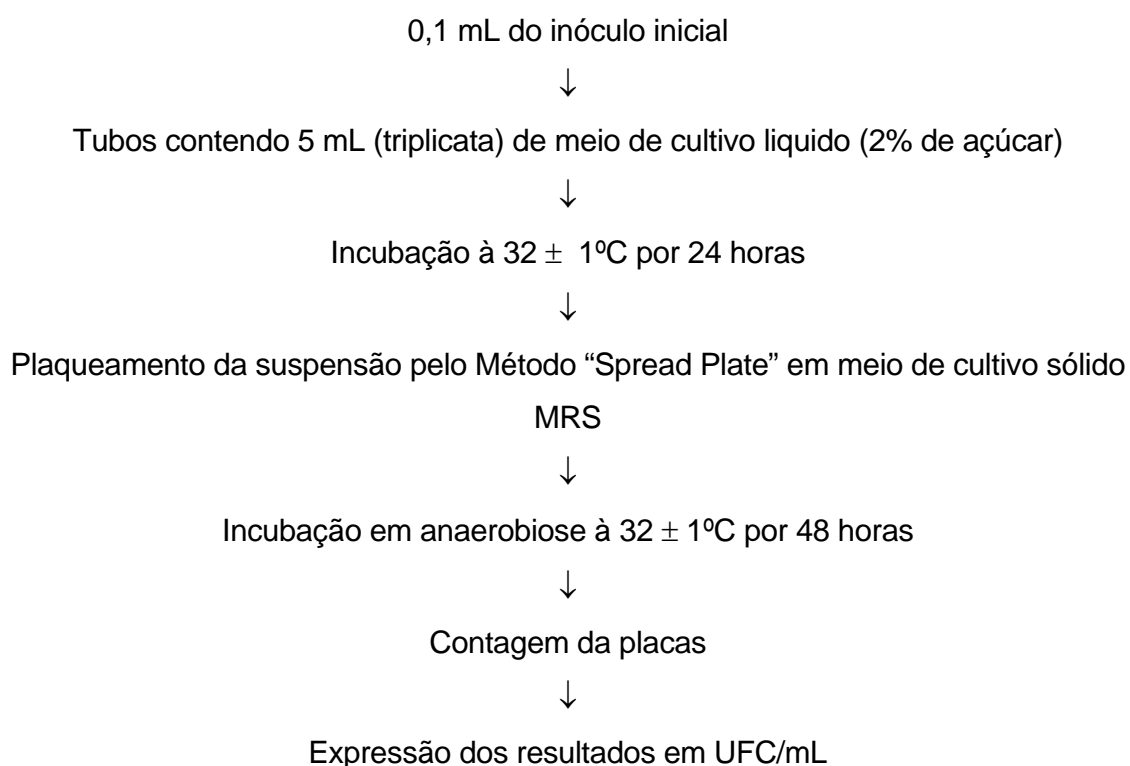 0,1 mL do inóculo inicial
↓
Tubos contendo 5 mL (triplicata) de meio de cultivo liquido (2% de açúcar)
↓
Incubação à 32 ± 1ºC por 24 horas
↓
Plaqueamento da suspensão pelo Método “Spread Plate” em meio de cultivo sólido
MRS
↓
Incubação em anaerobiose à 32 ± 1ºC por 48 horas
↓
Contagem da placas
↓
Expressão dos resultados em UFC/mL